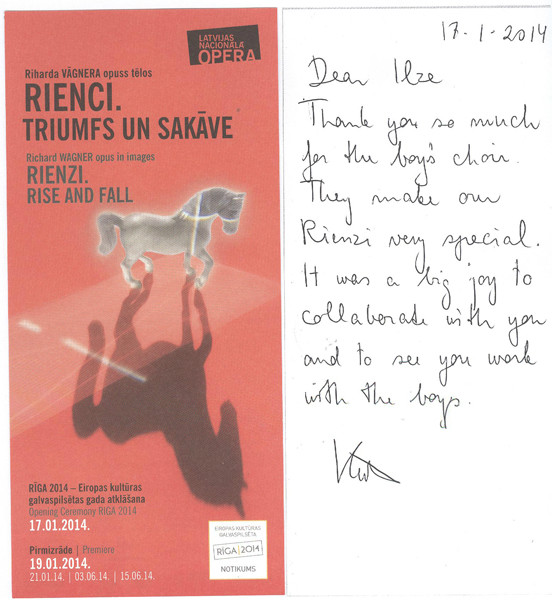 LATVIJAS
NACIONĀLĀ
OPERA
Riharda VĀGNERA opuss tēlos
RIENCI.
TRIUMFS UN SAKĀVE
Richard WAGNER opus in images
RIENZI.
RISE AND FALL
RĪGA 2014 – Eiropas kultūras
galvaspilsētas gada atklāšana
Opening Ceremony RIGA 2014
17.01.2014.
Pirmizrāde | Premiere
19.01.2014.
21.01.14. | 03.06.14. | 15.06.14.
EIROPAS KULTŪRAS
GALVASPILSĒTA
RĪGA 2014
NOTIKUMS
17-1-2014
Dear Ilze
Thank you so much
for the boy's choir.
They make our
Rienzi very special.
It was a big joy to
collaborate with you
and to see you work
with the boys.